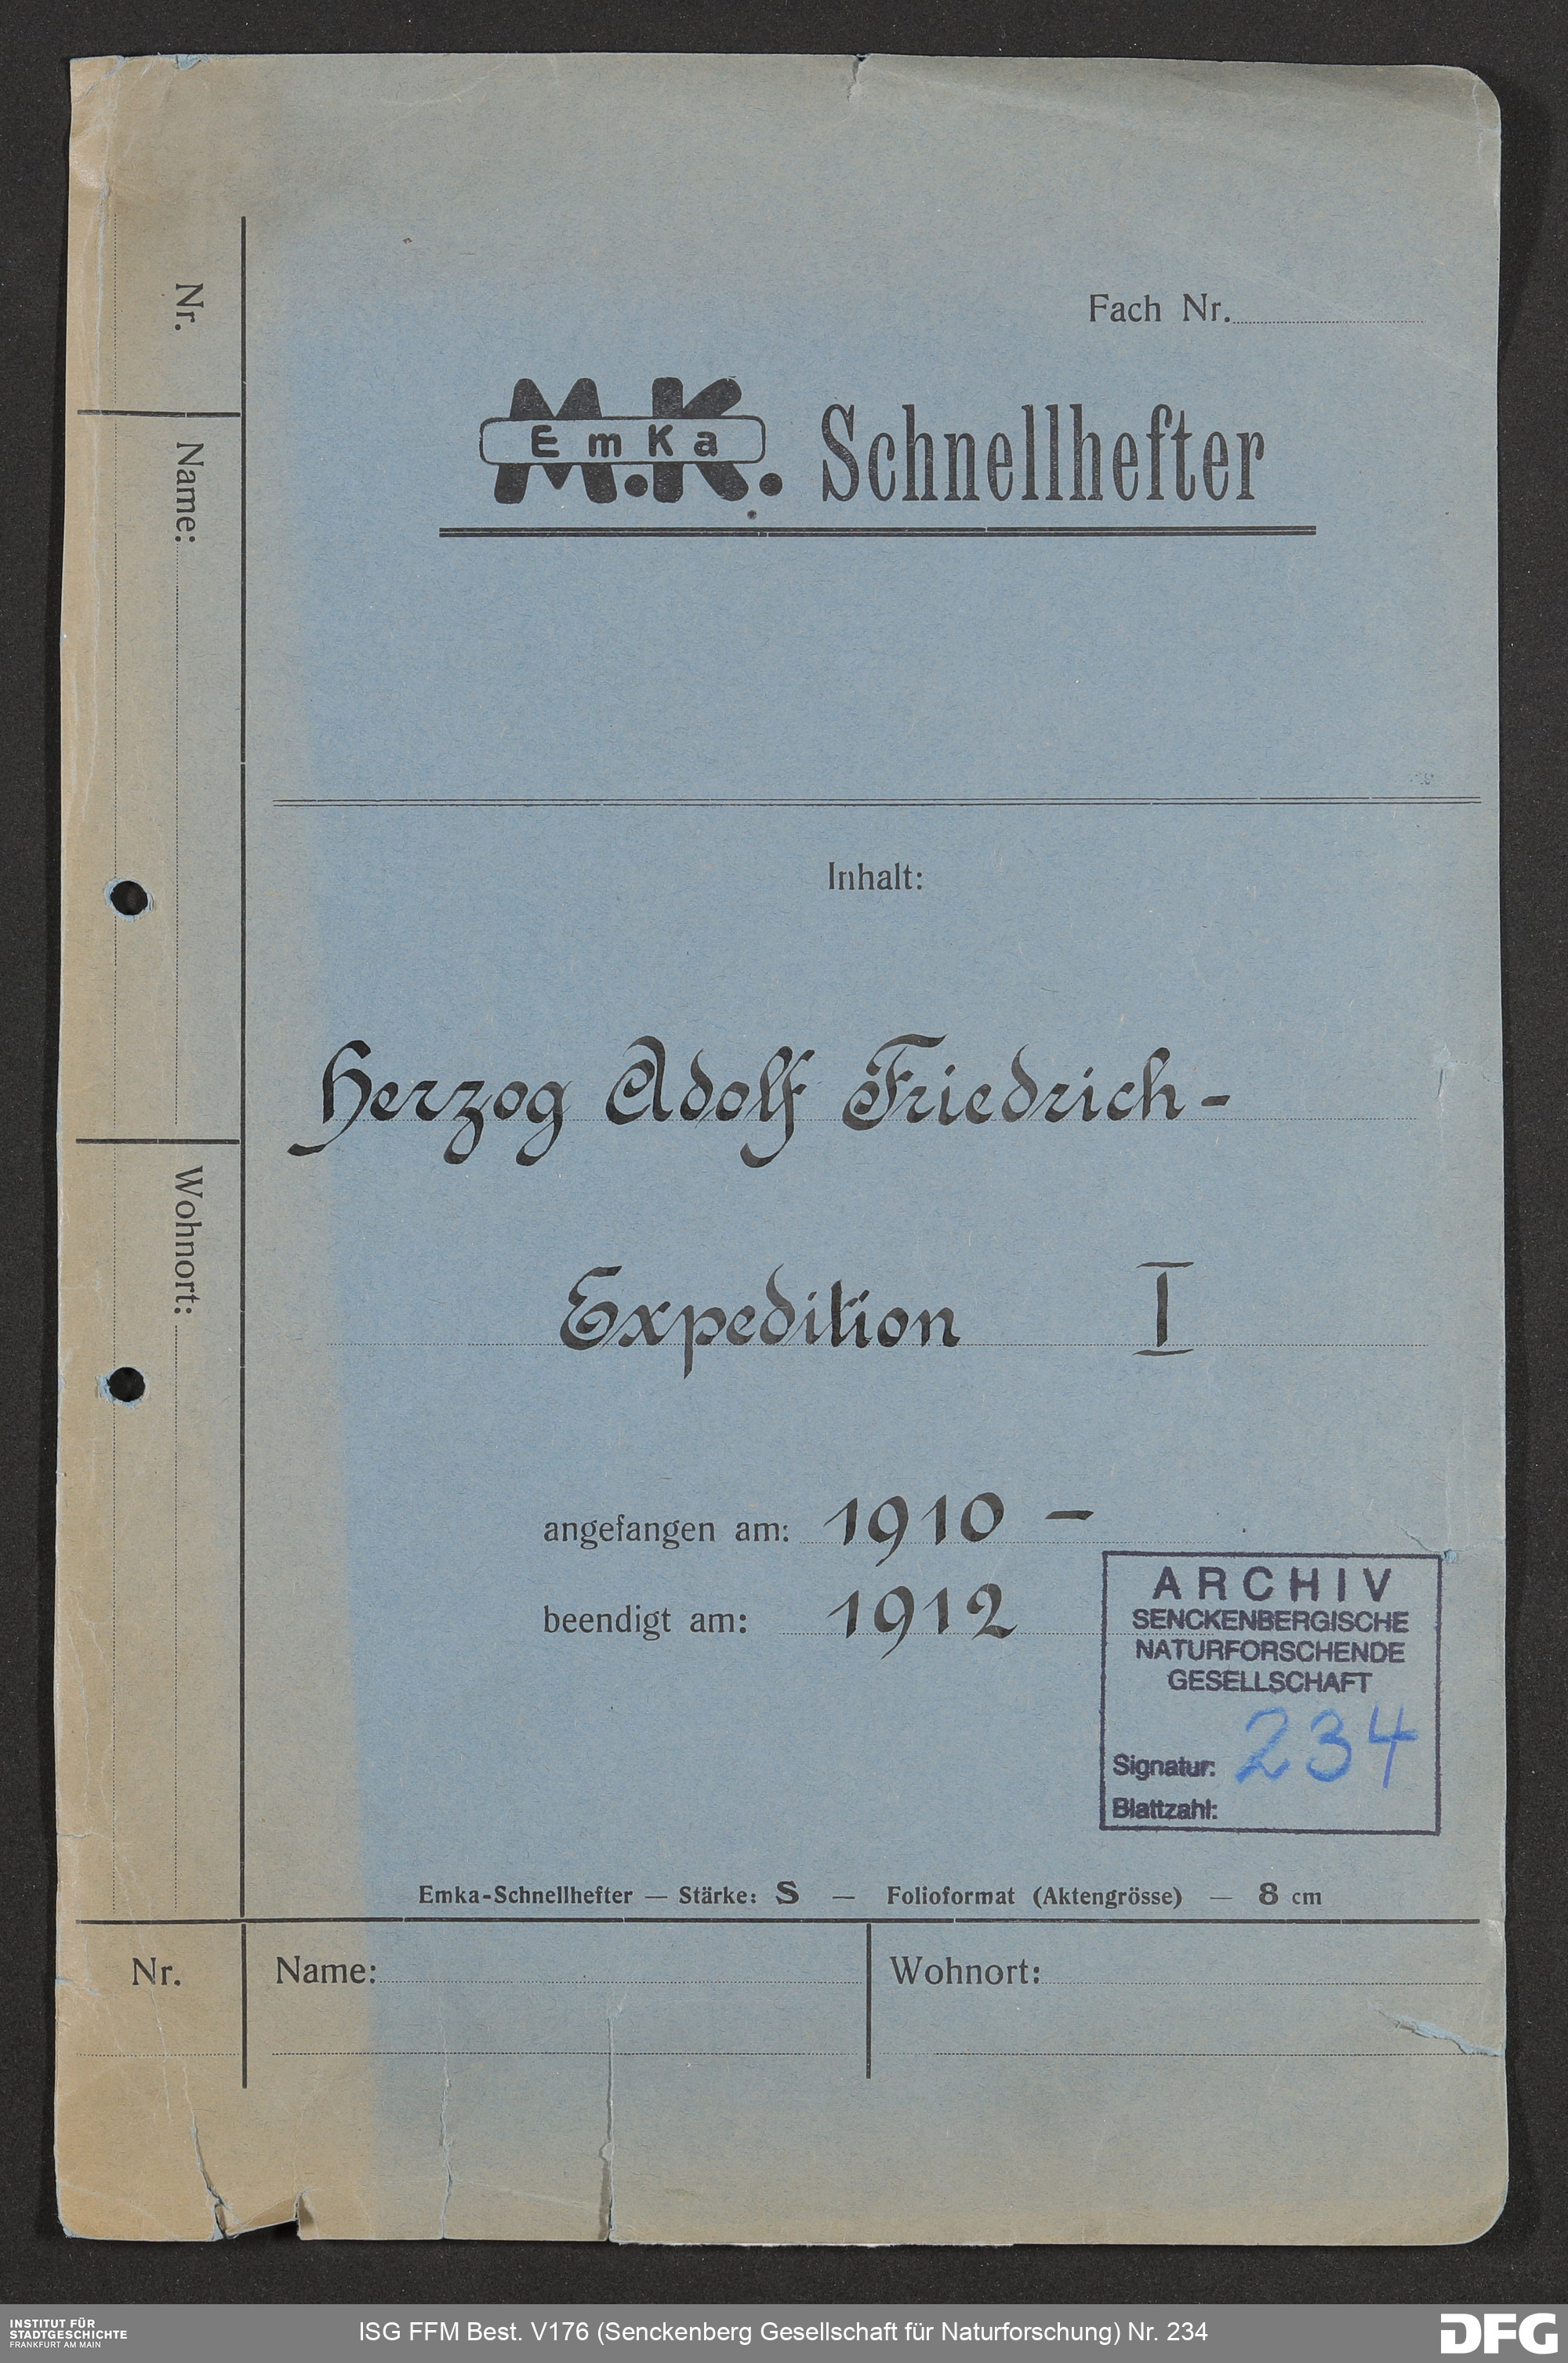 Fach Nr.
M.K.
EmKa
Schnellhefter
Nr.
Name:
Wohnort:
Inhalt:
Herzog Adolf Friedrich-
Expedition I
angefangen am: 1910 –
beendigt am: 1912
ARCHIV
SENCKENBERGISCHE
NATURFORSCHENDE
GESELLSCHAFT
Signatur: 234
Blattzahl:
Emka-Schnellhefter — Stärke: S — Folioformat (Aktengrösse) — 8 cm
Nr. Name: Wohnort:
INSTITUT FÜR
STADTGESCHICHTE
FRANKFURT AM MAIN
ISG FFM Best. V176 (Senckenberg Gesellschaft für Naturforschung) Nr. 234
DFG